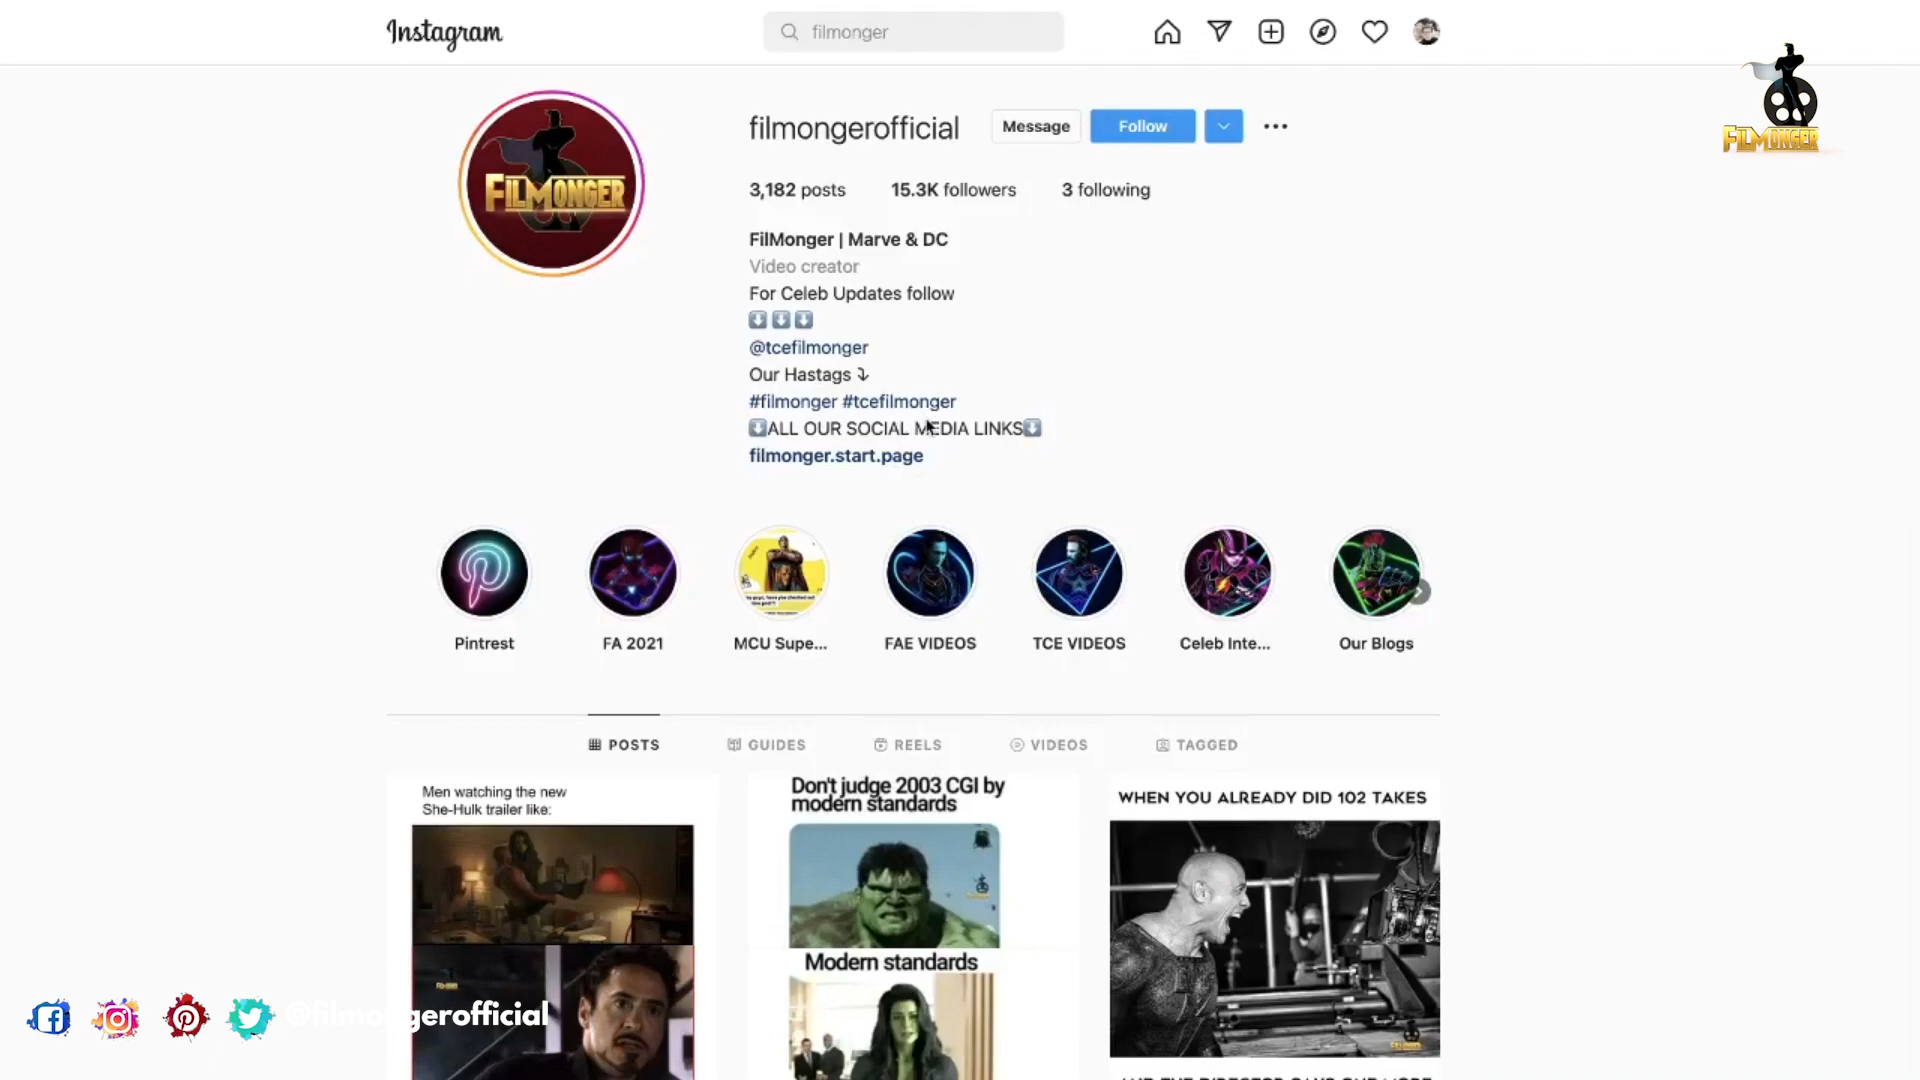 Instagram
filmonger
FILMONGER
FILMONGER
filmongerofficial
Message
Follow
3,182 posts
15.3K followers
3 following
FilMonger | Marve & DC
Video creator
For Celeb Updates follow
@tcefilmonger
Our Hastags
#filmonger #tcefilmonger
ALL OUR SOCIAL MEDIA LINKS
filmonger.start.page
Pintrest
FA 2021
MCU Supe...
FAE VIDEOS
TCE VIDEOS
Celeb Inte...
Our Blogs
POSTS
GUIDES
REELS
VIDEOS
TAGGED
Men watching the new
She-Hulk trailer like:
Don't judge 2003 CGI by
modern standards
Modern standards
WHEN YOU ALREADY DID 102 TAKES
@filmongerofficial